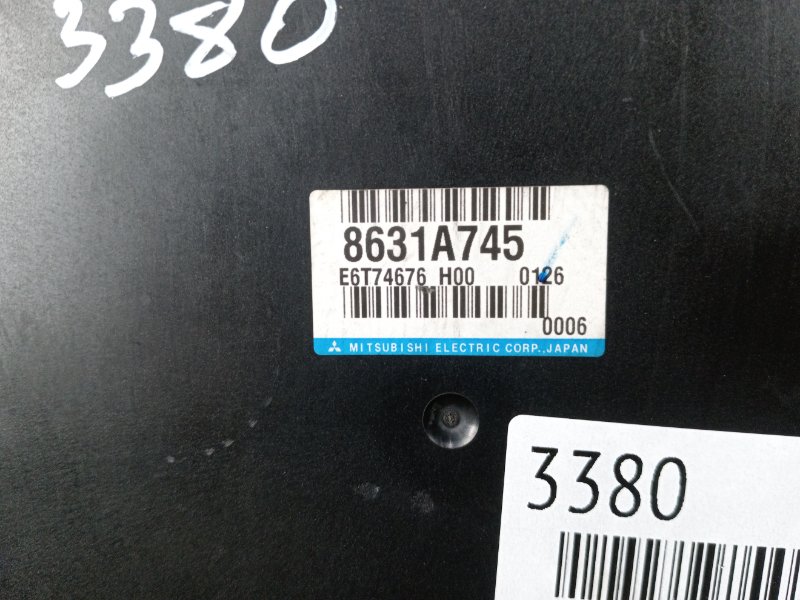 3380
8631A745
E6T74676 H00 0126
0006
MITSUBISHI ELECTRIC CORP., JAPAN
3380